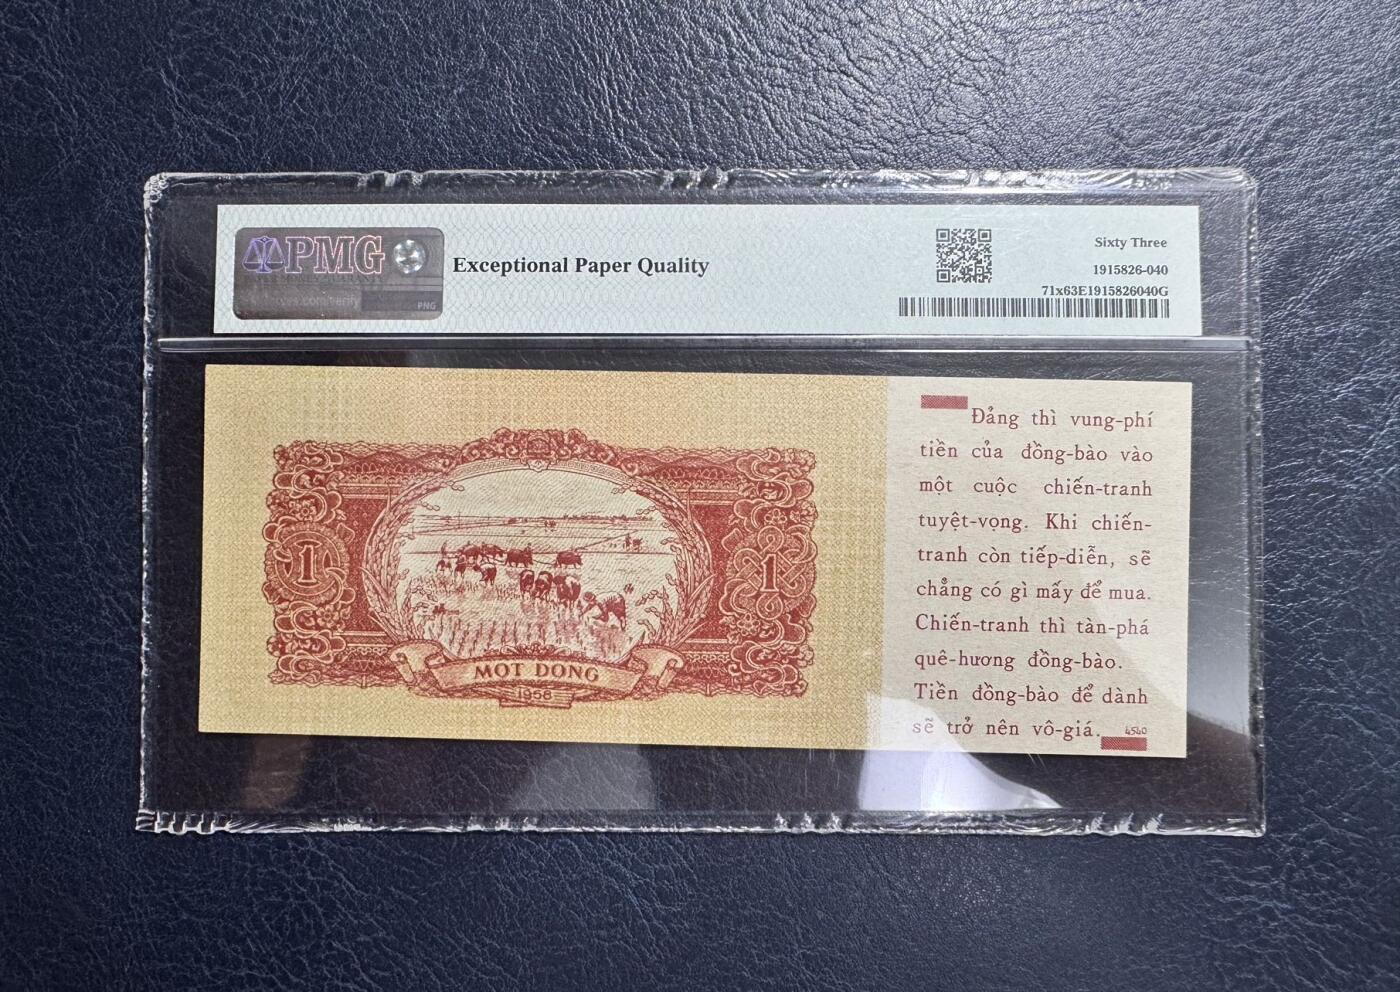 PMG
Exceptional Paper Quality
PNG
Sixty Three
1915826-040
71x63E1915826040G
1
1
MỘT ĐỒNG
1958
Đảng thì vung-phí
tiền của đồng-bào vào
một cuộc chiến-tranh
tuyệt-vọng. Khi chiến-
tranh còn tiếp-diễn, sẽ
chẳng có gì mấy để mua.
Chiến-tranh thì tàn-phá
quê-hương đồng-bào.
Tiền đồng-bào để dành
sẽ trở nên vô-giá.
4540